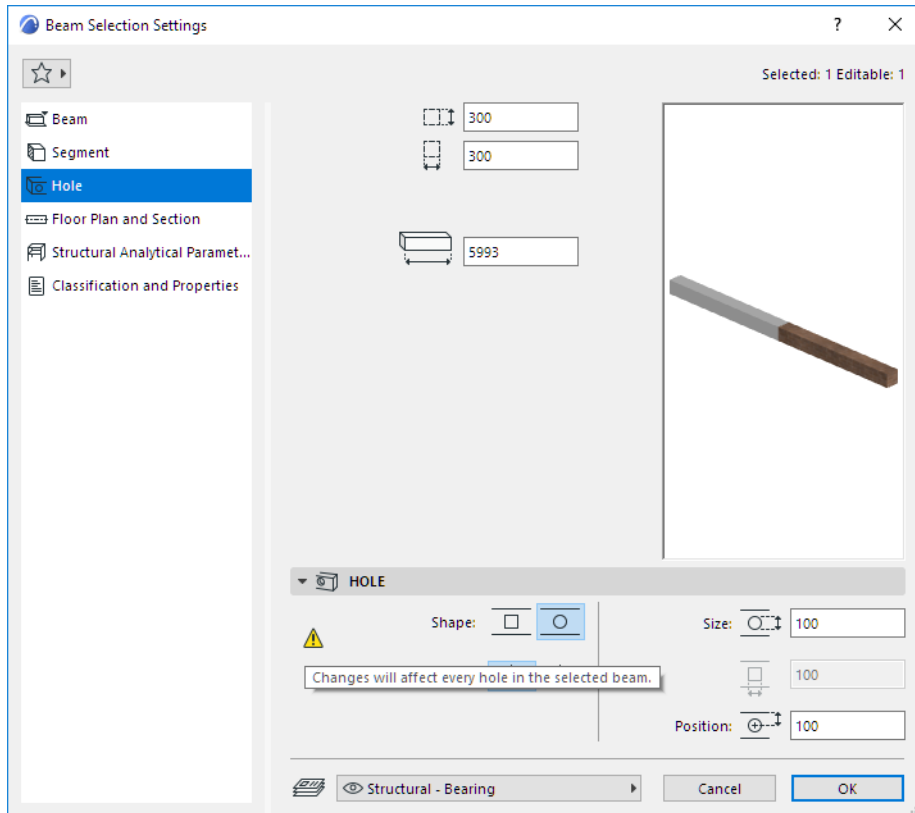 Beam Selection Settings
?
Selected: 1 Editable: 1
Beam
Segment
Hole
Floor Plan and Section
Structural Analytical Paramet...
Classification and Properties
300
300
5993
HOLE
Shape:
Size:
100
Changes will affect every hole in the selected beam.
100
Position:
100
Structural - Bearing
Cancel
OK